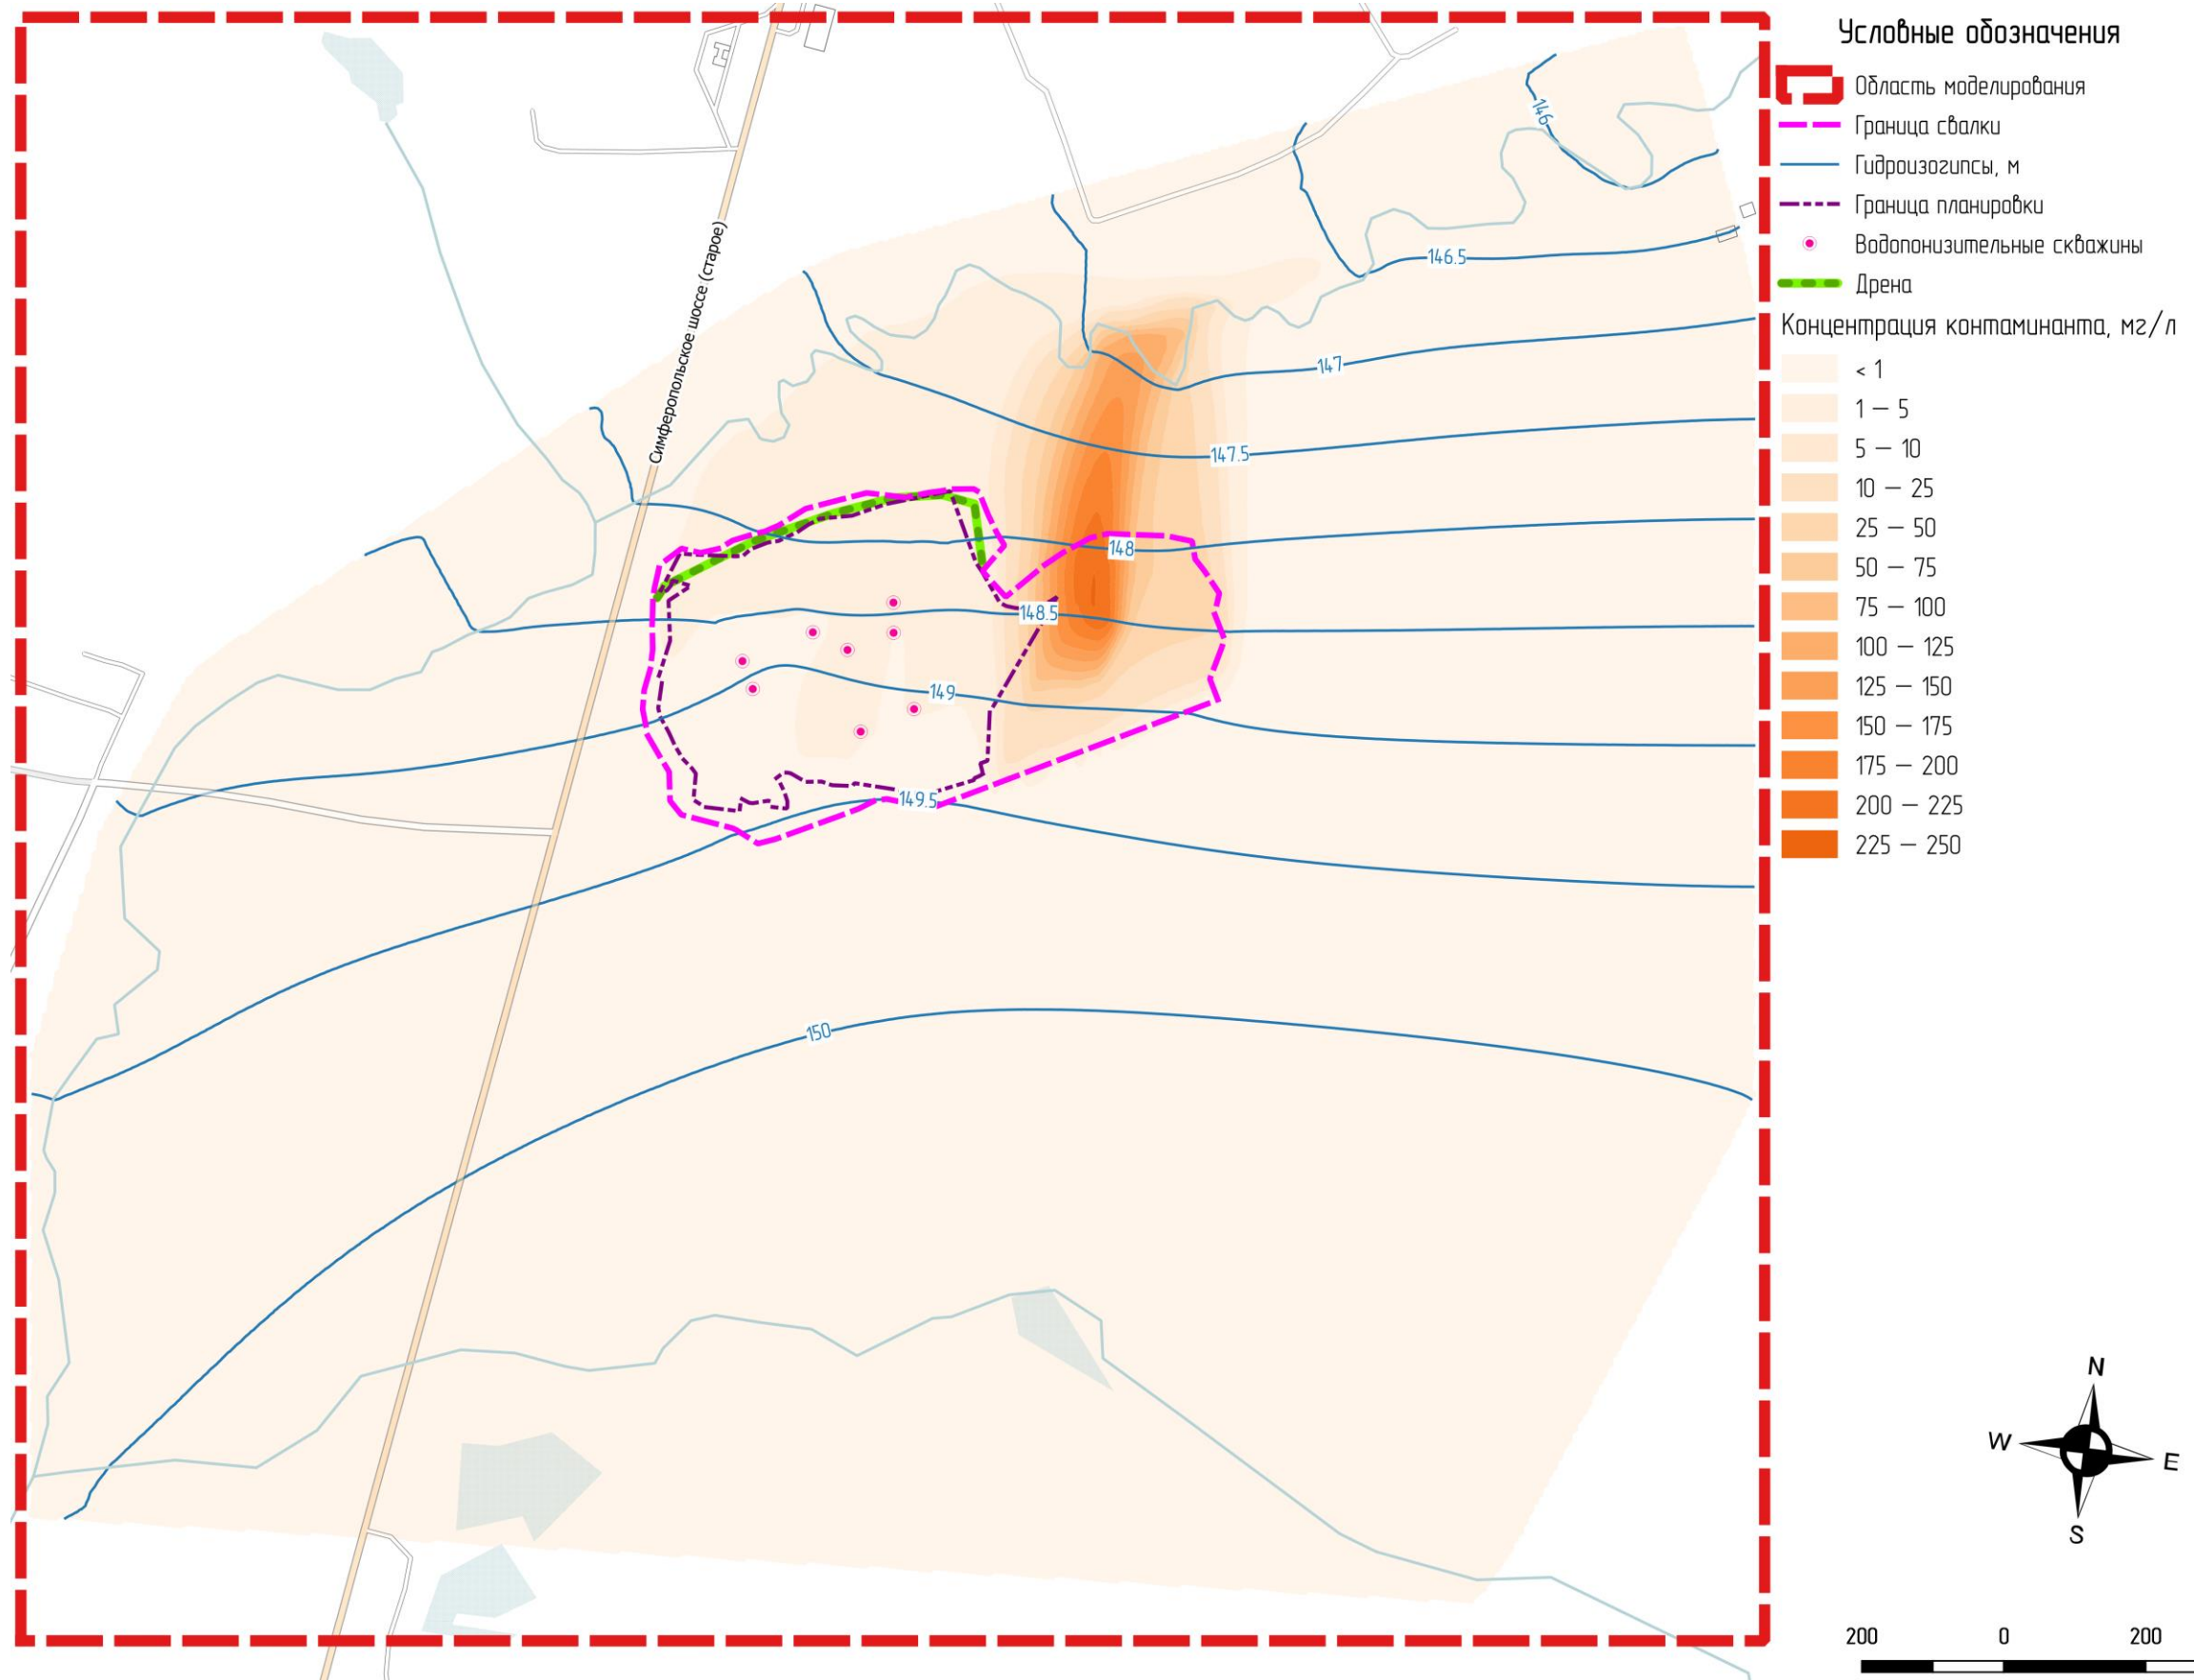 Условные обозначения
Область моделирования
Граница свалки
Гидроизогипсы, м
Граница планировки
Водопонизительные скважины
Дрена
Концентрация контаминанта, мг/л
< 1
1 — 5
5 — 10
10 — 25
25 — 50
50 — 75
75 — 100
100 — 125
125 — 150
150 — 175
175 — 200
200 — 225
225 — 250
Симферопольское шоссе (старое)
146
146.5
147
147.5
148
148.5
149
149.5
150
N
W
E
S
200 0 200